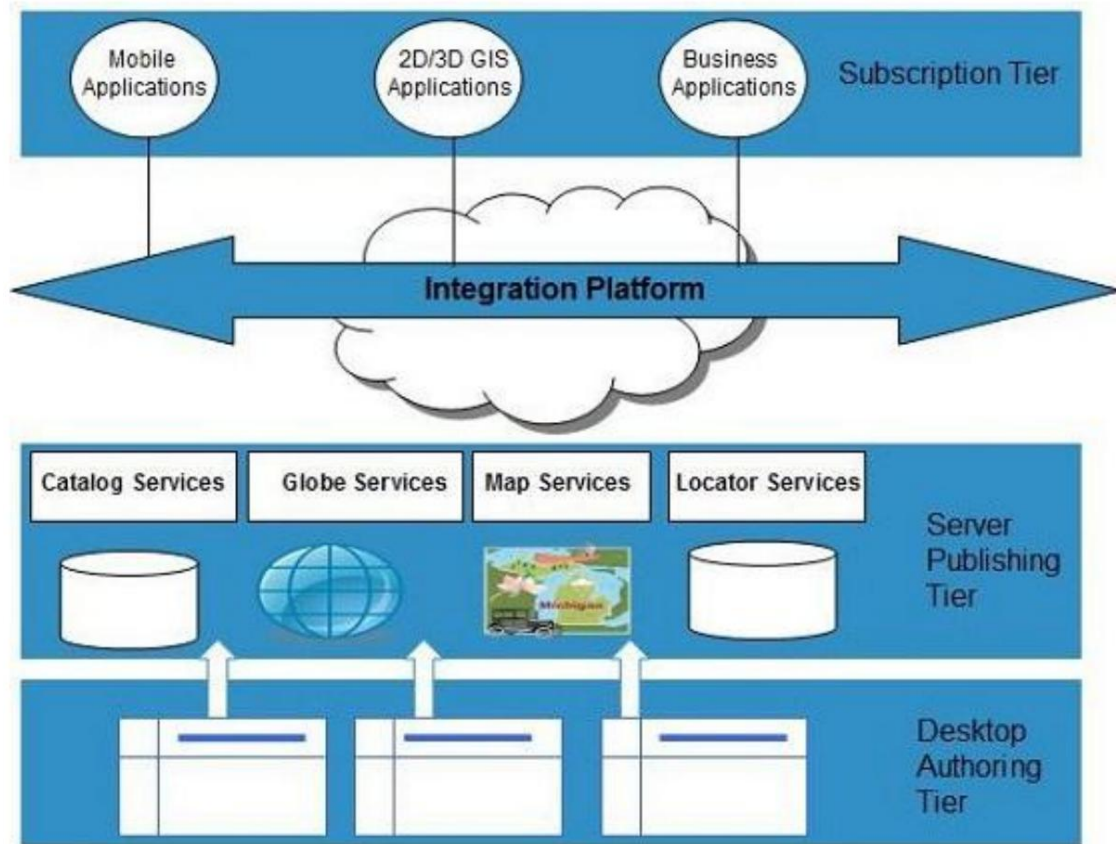 Mobile
Applications
2D/3D GIS
Applications
Business
Applications
Subscription Tier
Integration Platform
Catalog Services
Globe Services
Map Services
Locator Services
Server
Publishing
Tier
Michigan
Desktop
Authoring
Tier